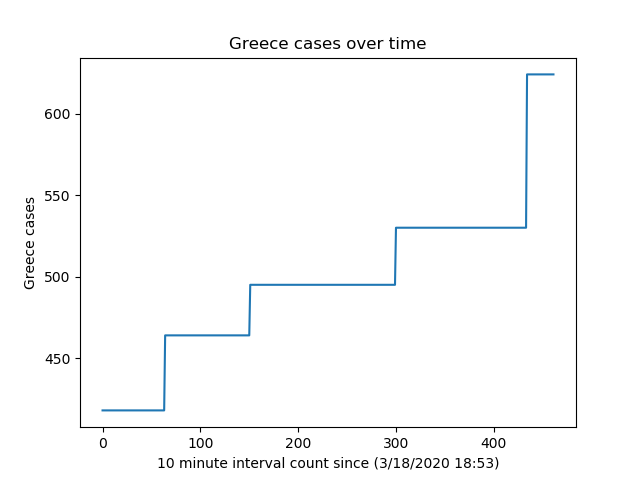 Greece cases over time
600
550
500
450
Greece cases
0 100 200 300 400
10 minute interval count since (3/18/2020 18:53)